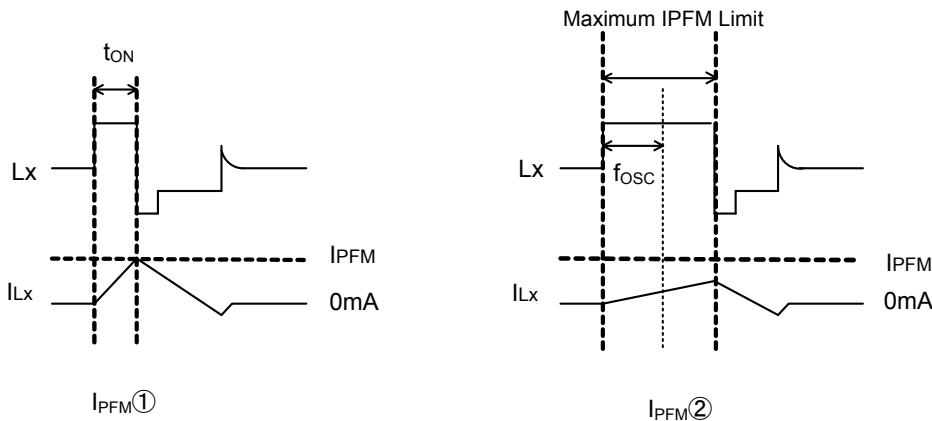 Maximum IPFM Limit
tON
Lx
IPFM
ILx
0mA
IPFM①
Lx
fOSC
IPFM
ILx
0mA
IPFM②